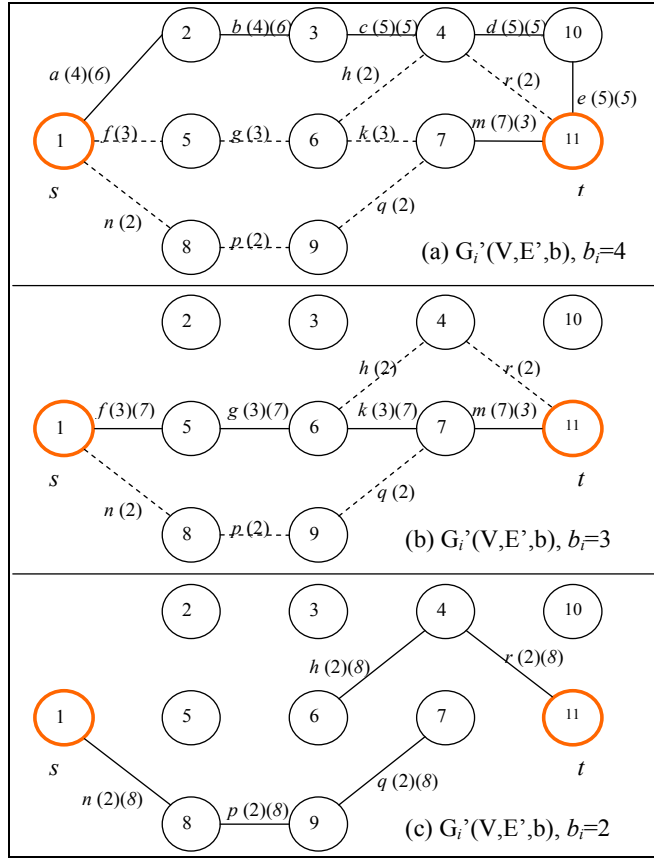 2 b (4)(6) 3 c (5)(5) 4 d (5)(5) 10
a (4)(6) h (2) r (2) e (5)(5)
1 f(3) 5 g (3) 6 k (3) 7 m (7)(3) 11
s t
n (2) q (2)
8 p (2) 9
(a) Gi'(V,E',b), bi=4
2 3 4 10
h (2) r (2)
1 f (3)(7) 5 g (3)(7) 6 k (3)(7) 7 m (7)(3) 11
s t
n (2) q (2)
8 p (2) 9
(b) Gi'(V,E',b), bi=3
2 3 4 10
h (2)(8) r (2)(8)
1 5 6 7 11
s t
n (2)(8) q (2)(8)
8 p (2)(8) 9
(c) Gi'(V,E',b), bi=2